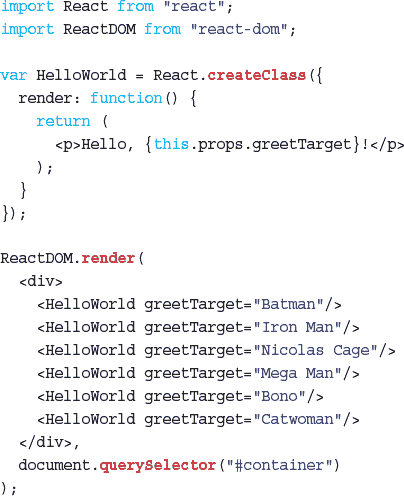 import React from "react";
import ReactDOM from "react-dom";
var HelloWorld = React.createClass({
render: function() {
return (
<p>Hello, {this.props.greetTarget}!</p>
);
}
});
ReactDOM.render(
<div>
<HelloWorld greetTarget="Batman"/>
<HelloWorld greetTarget="Iron Man"/>
<HelloWorld greetTarget="Nicolas Cage"/>
<HelloWorld greetTarget="Mega Man"/>
<HelloWorld greetTarget="Bono"/>
<HelloWorld greetTarget="Catwoman"/>
</div>,
document.querySelector("#container")
);